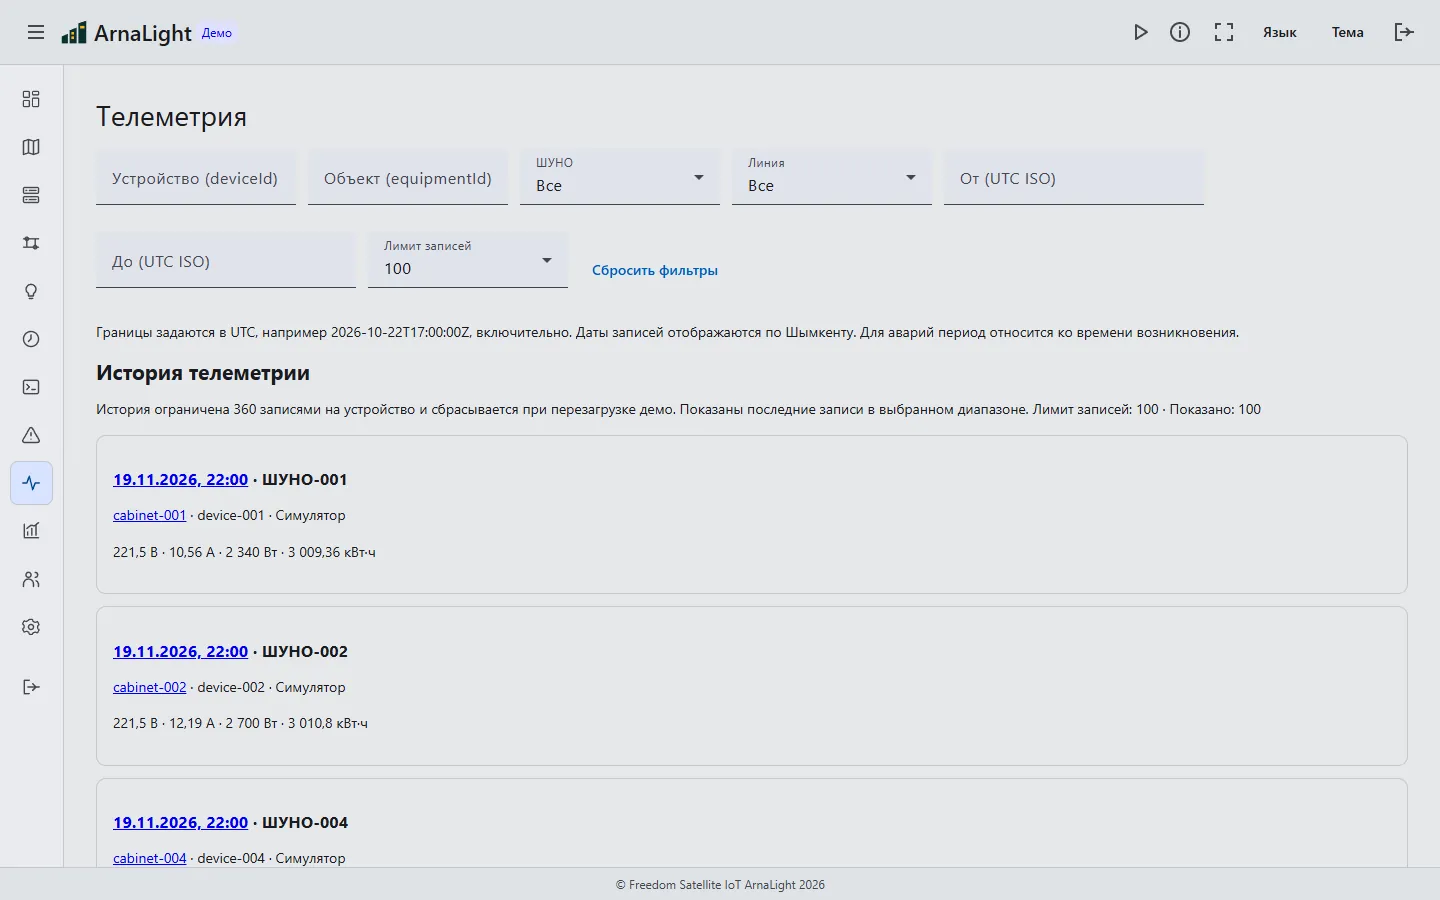 ArnaLight Демо Язык Тема
Телеметрия
Устройство (deviceId) Объект (equipmentId) ШУНО Все Линия Все От (UTC ISO)
До (UTC ISO) Лимит записей 100 Сбросить фильтры
Границы задаются в UTC, например 2026-10-22T17:00:00Z, включительно. Даты записей отображаются по Шымкенту. Для аварий период относится ко времени возникновения.
История телеметрии
История ограничена 360 записями на устройство и сбрасывается при перезагрузке демо. Показаны последние записи в выбранном диапазоне. Лимит записей: 100 · Показано: 100
19.11.2026, 22:00 · ШУНО-001
cabinet-001 · device-001 · Симулятор
221,5 В · 10,56 А · 2 340 Вт · 3 009,36 кВт·ч
19.11.2026, 22:00 · ШУНО-002
cabinet-002 · device-002 · Симулятор
221,5 В · 12,19 А · 2 700 Вт · 3 010,8 кВт·ч
19.11.2026, 22:00 · ШУНО-004
cabinet-004 · device-004 · Симулятор
© Freedom Satellite IoT ArnaLight 2026